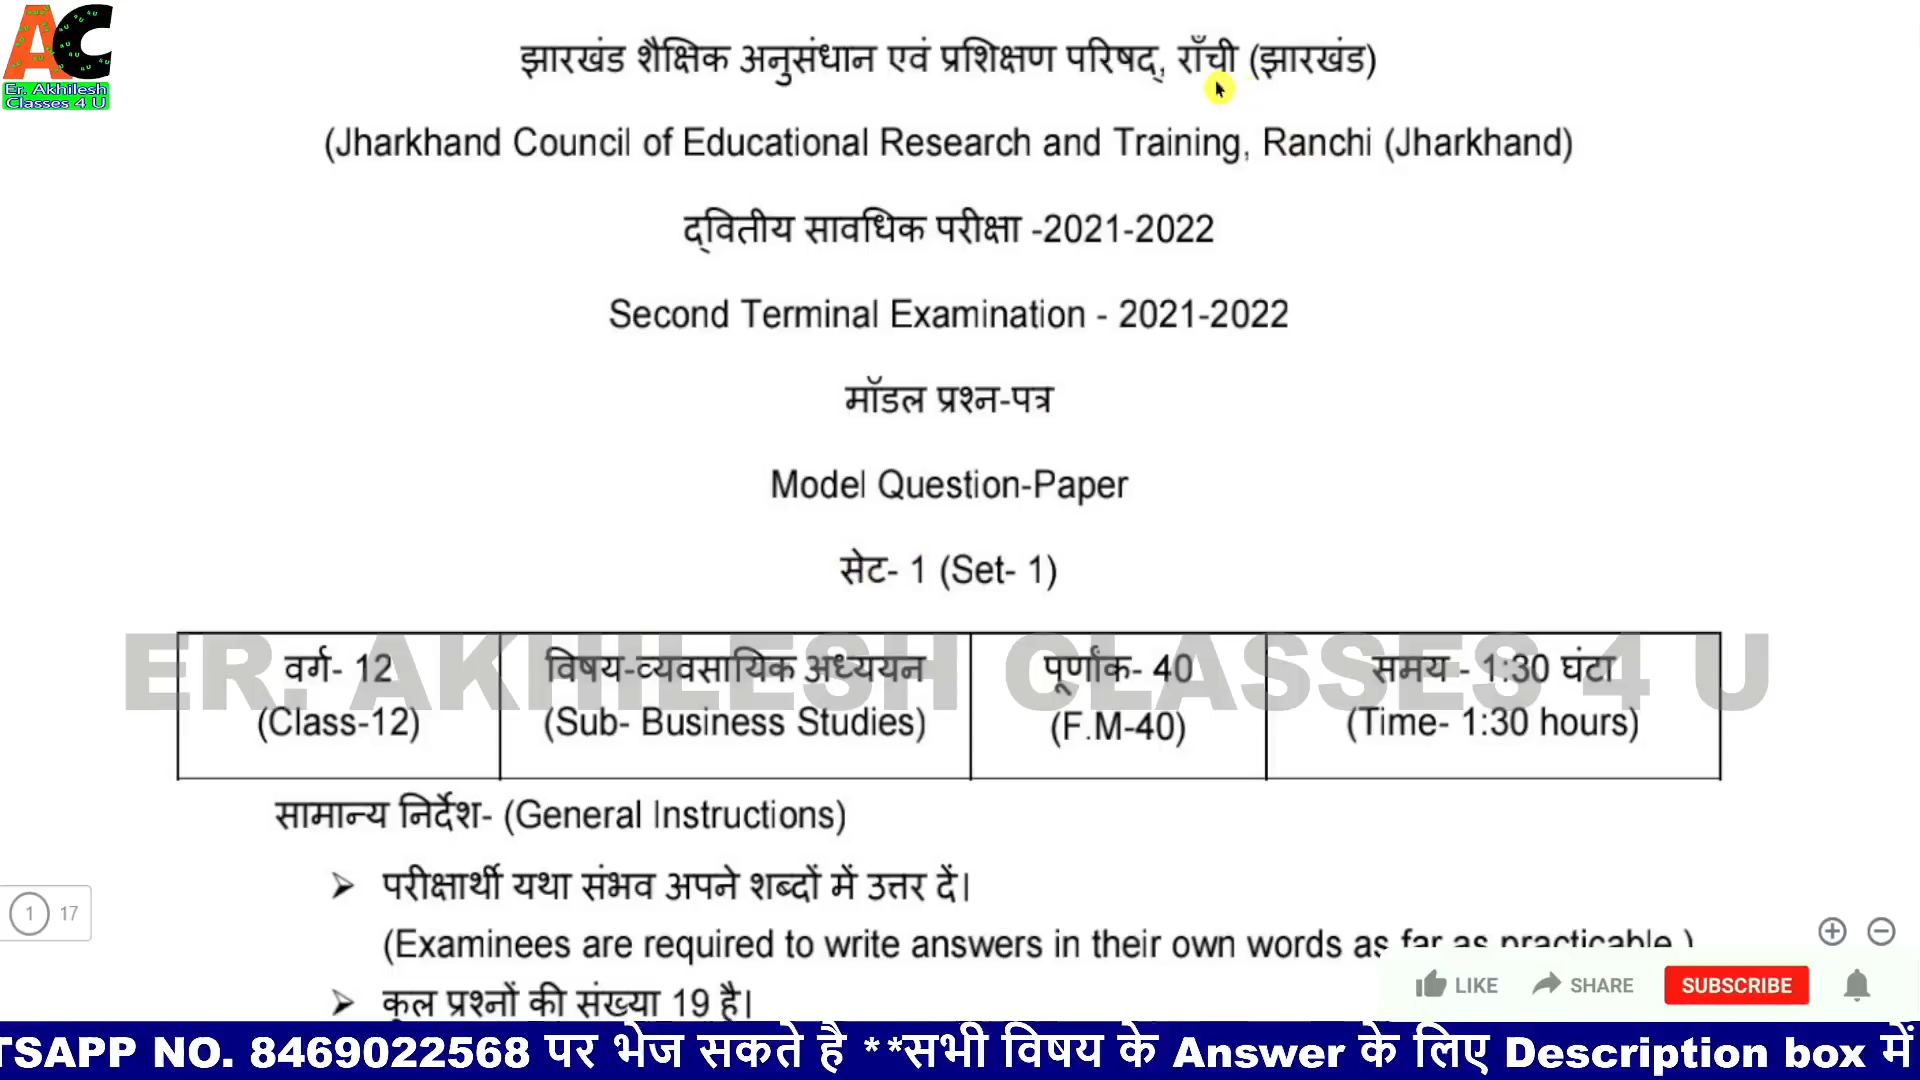 AC
Er. Akhilesh
Classes 4 U
झारखंड शैक्षिक अनुसंधान एवं प्रशिक्षण परिषद्, राँची (झारखंड)
(Jharkhand Council of Educational Research and Training, Ranchi (Jharkhand)
द्वितीय सावधिक परीक्षा -2021-2022
Second Terminal Examination - 2021-2022
मॉडल प्रश्न-पत्र
Model Question-Paper
सेट- 1 (Set- 1)
ER. AKHILESH CLASSES 4 U
वर्ग- 12 विषय-व्यवसायिक अध्ययन पूर्णांक- 40 समय - 1:30 घंटा
(Class-12) (Sub- Business Studies) (F.M-40) (Time- 1:30 hours)
सामान्य निर्देश- (General Instructions)
➢ परीक्षार्थी यथा संभव अपने शब्दों में उत्तर दें।
(Examinees are required to write answers in their own words as far as practicable.)
➢ कुल प्रश्नों की संख्या 19 है।
1 17
LIKE SHARE SUBSCRIBE
TSAPP NO. 8469022568 पर भेज सकते है **सभी विषय के Answer के लिए Description box में